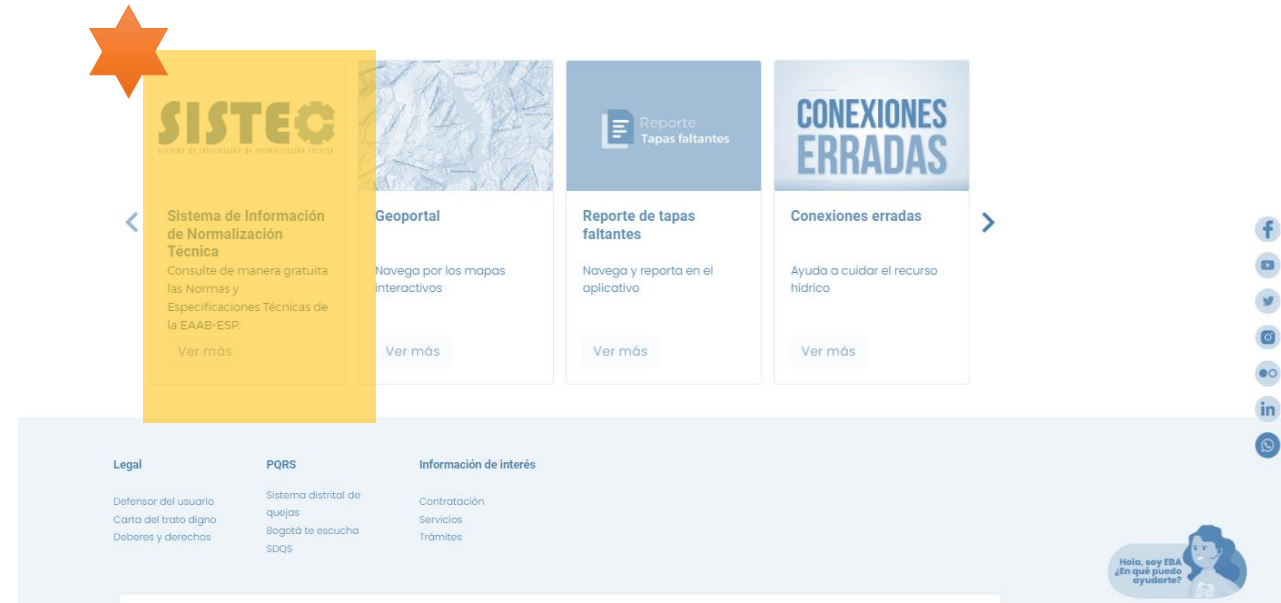 SISTEC
sistema de información de normalización técnica
Sistema de Información
de Normalización
Técnica
Consulte de manera gratuita
las Normas y
Especificaciones Técnicas de
la EAAB-ESP.
Ver más
Geoportal
Navega por los mapas
interactivos
Ver más
Reporte
Tapas faltantes
Reporte de tapas
faltantes
Navega y reporta en el
aplicativo
Ver más
CONEXIONES
ERRADAS
Conexiones erradas
Ayuda a cuidar el recurso
hídrico
Ver más
Legal
Defensor del usuario
Carta del trato digno
Deberes y derechos
PQRS
Sistema distrital de
quejas
Bogotá te escucha
SDQS
Información de interés
Contratación
Servicios
Trámites
Hola, soy EBA
¿En qué puedo
ayudarte?